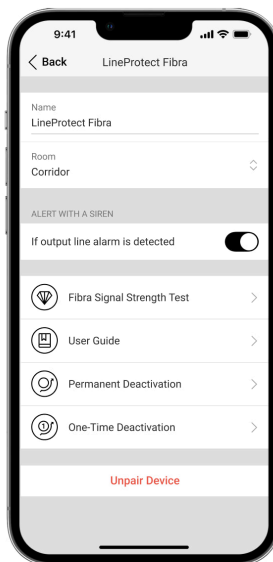 9:41
Back
LineProtect Fibra
Name
LineProtect Fibra
Room
Corridor
ALERT WITH A SIREN
If output line alarm is detected
Fibra Signal Strength Test
User Guide
Permanent Deactivation
1
One-Time Deactivation
Unpair Device